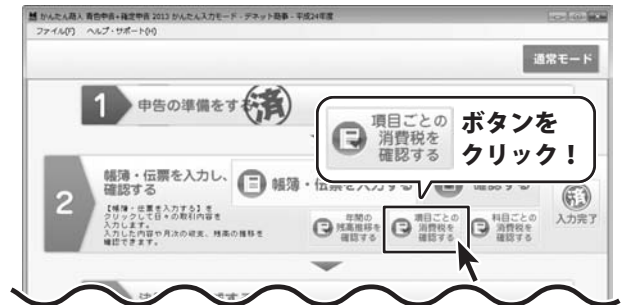 かんたん商人 青色申告+確定申告 2013 かんたん入力モード - デネット商事 - 平成24年度
ファイル(F) ヘルプ・サポート(H)
通常モード
1 申告の準備をす
済
項目ごとの
消費税を
確認する
ボタンを
クリック！
2
帳簿・伝票を入力し、
確認する
【帳簿・伝票を入力する】を
クリックして日々の取引内容を
入力します。
入力した内容や月次の収支、残高の推移を
確認できます。
帳簿・伝票を入力する
確認する
年間の
残高推移を
確認する
項目ごとの
消費税を
確認する
科目ごとの
消費税を
確認する
済
入力完了